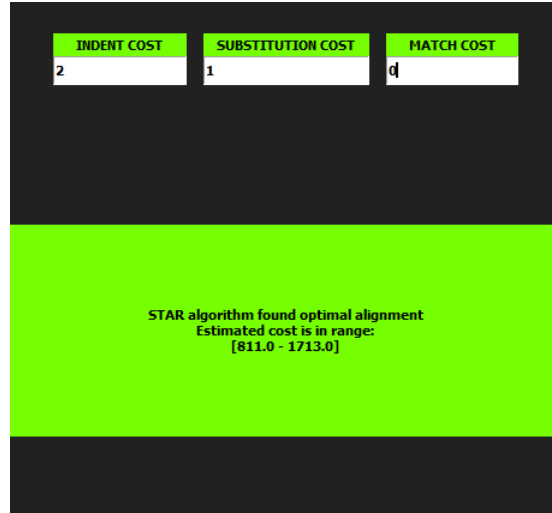 INDENT COST SUBSTITUTION COST MATCH COST
2 1 0
STAR algorithm found optimal alignment
Estimated cost is in range:
[811.0 - 1713.0]